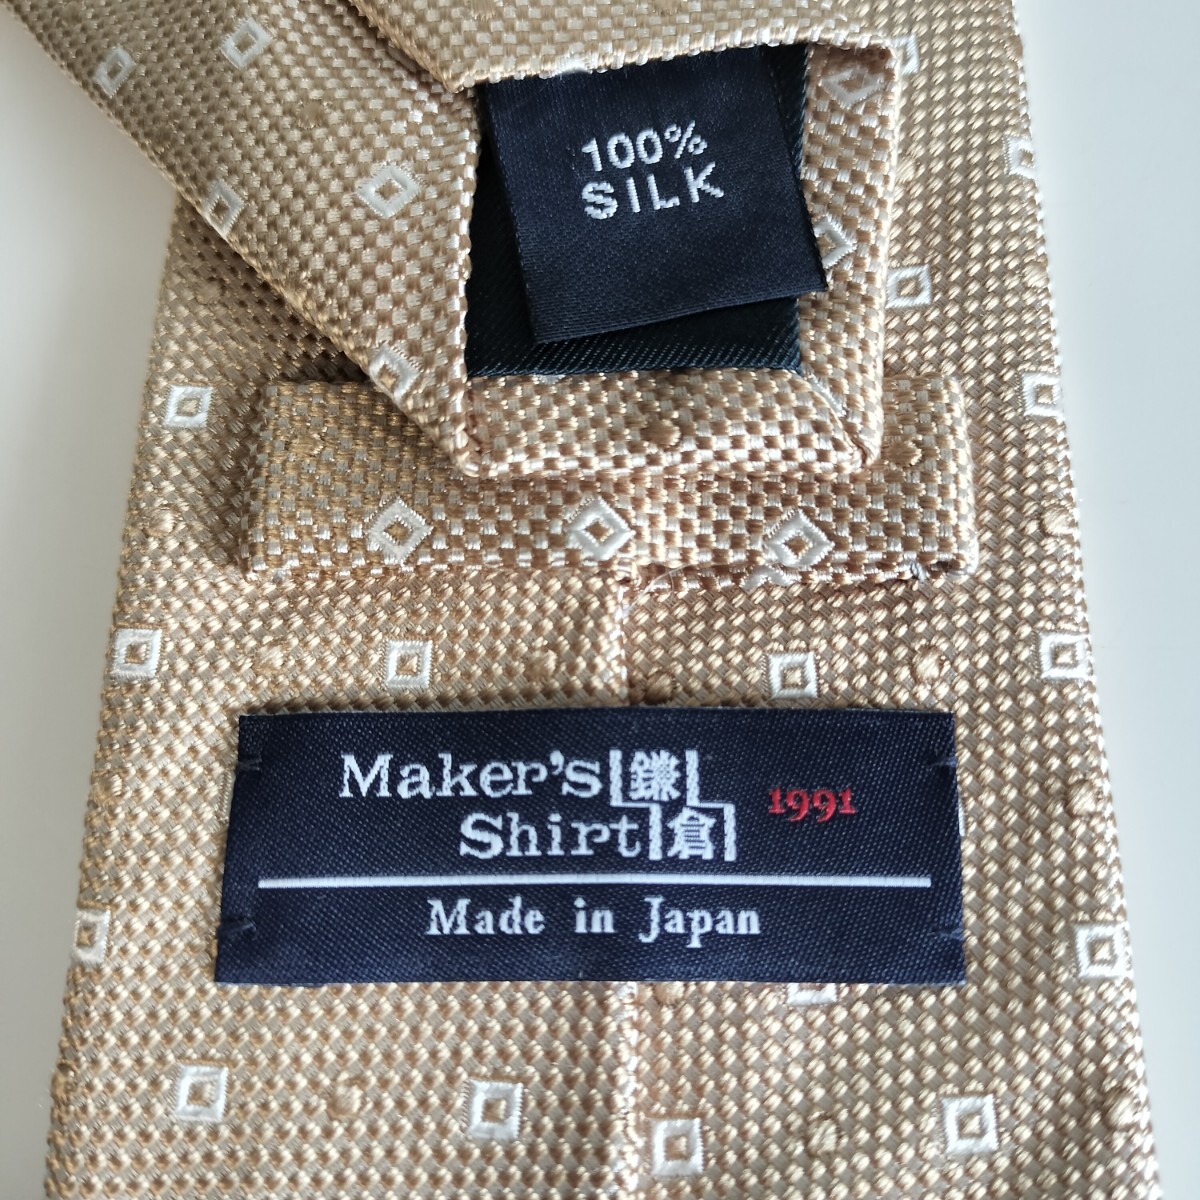 100%
SILK
Maker's 鎌 1991
Shirt 倉
Made in Japan